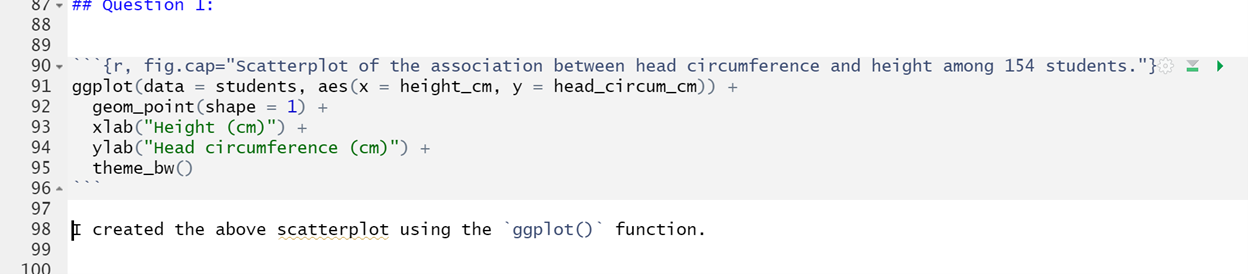 87 ## Question 1:
88
89
90 ```{r, fig.cap="Scatterplot of the association between head circumference and height among 154 students."}
91 ggplot(data = students, aes(x = height_cm, y = head_circum_cm)) +
92   geom_point(shape = 1) +
93   xlab("Height (cm)") +
94   ylab("Head circumference (cm)") +
95   theme_bw()
96 ```
97
98 I created the above scatterplot using the `ggplot()` function.
99
100